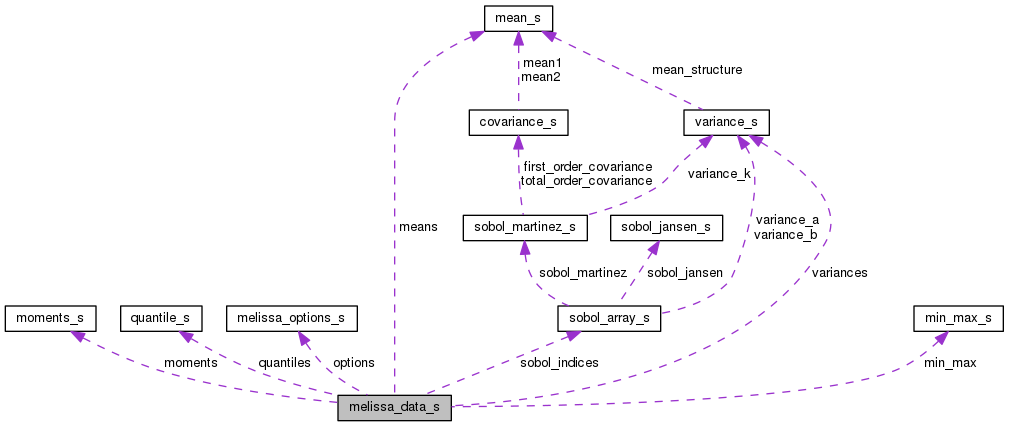 mean_s
mean1
mean2
mean_structure
covariance_s
variance_s
first_order_covariance
total_order_covariance
variance_k
sobol_martinez_s
sobol_jansen_s
variance_a
variance_b
means
sobol_martinez
sobol_jansen
variances
moments_s
quantile_s
melissa_options_s
sobol_array_s
min_max_s
moments
quantiles
options
sobol_indices
min_max
melissa_data_s